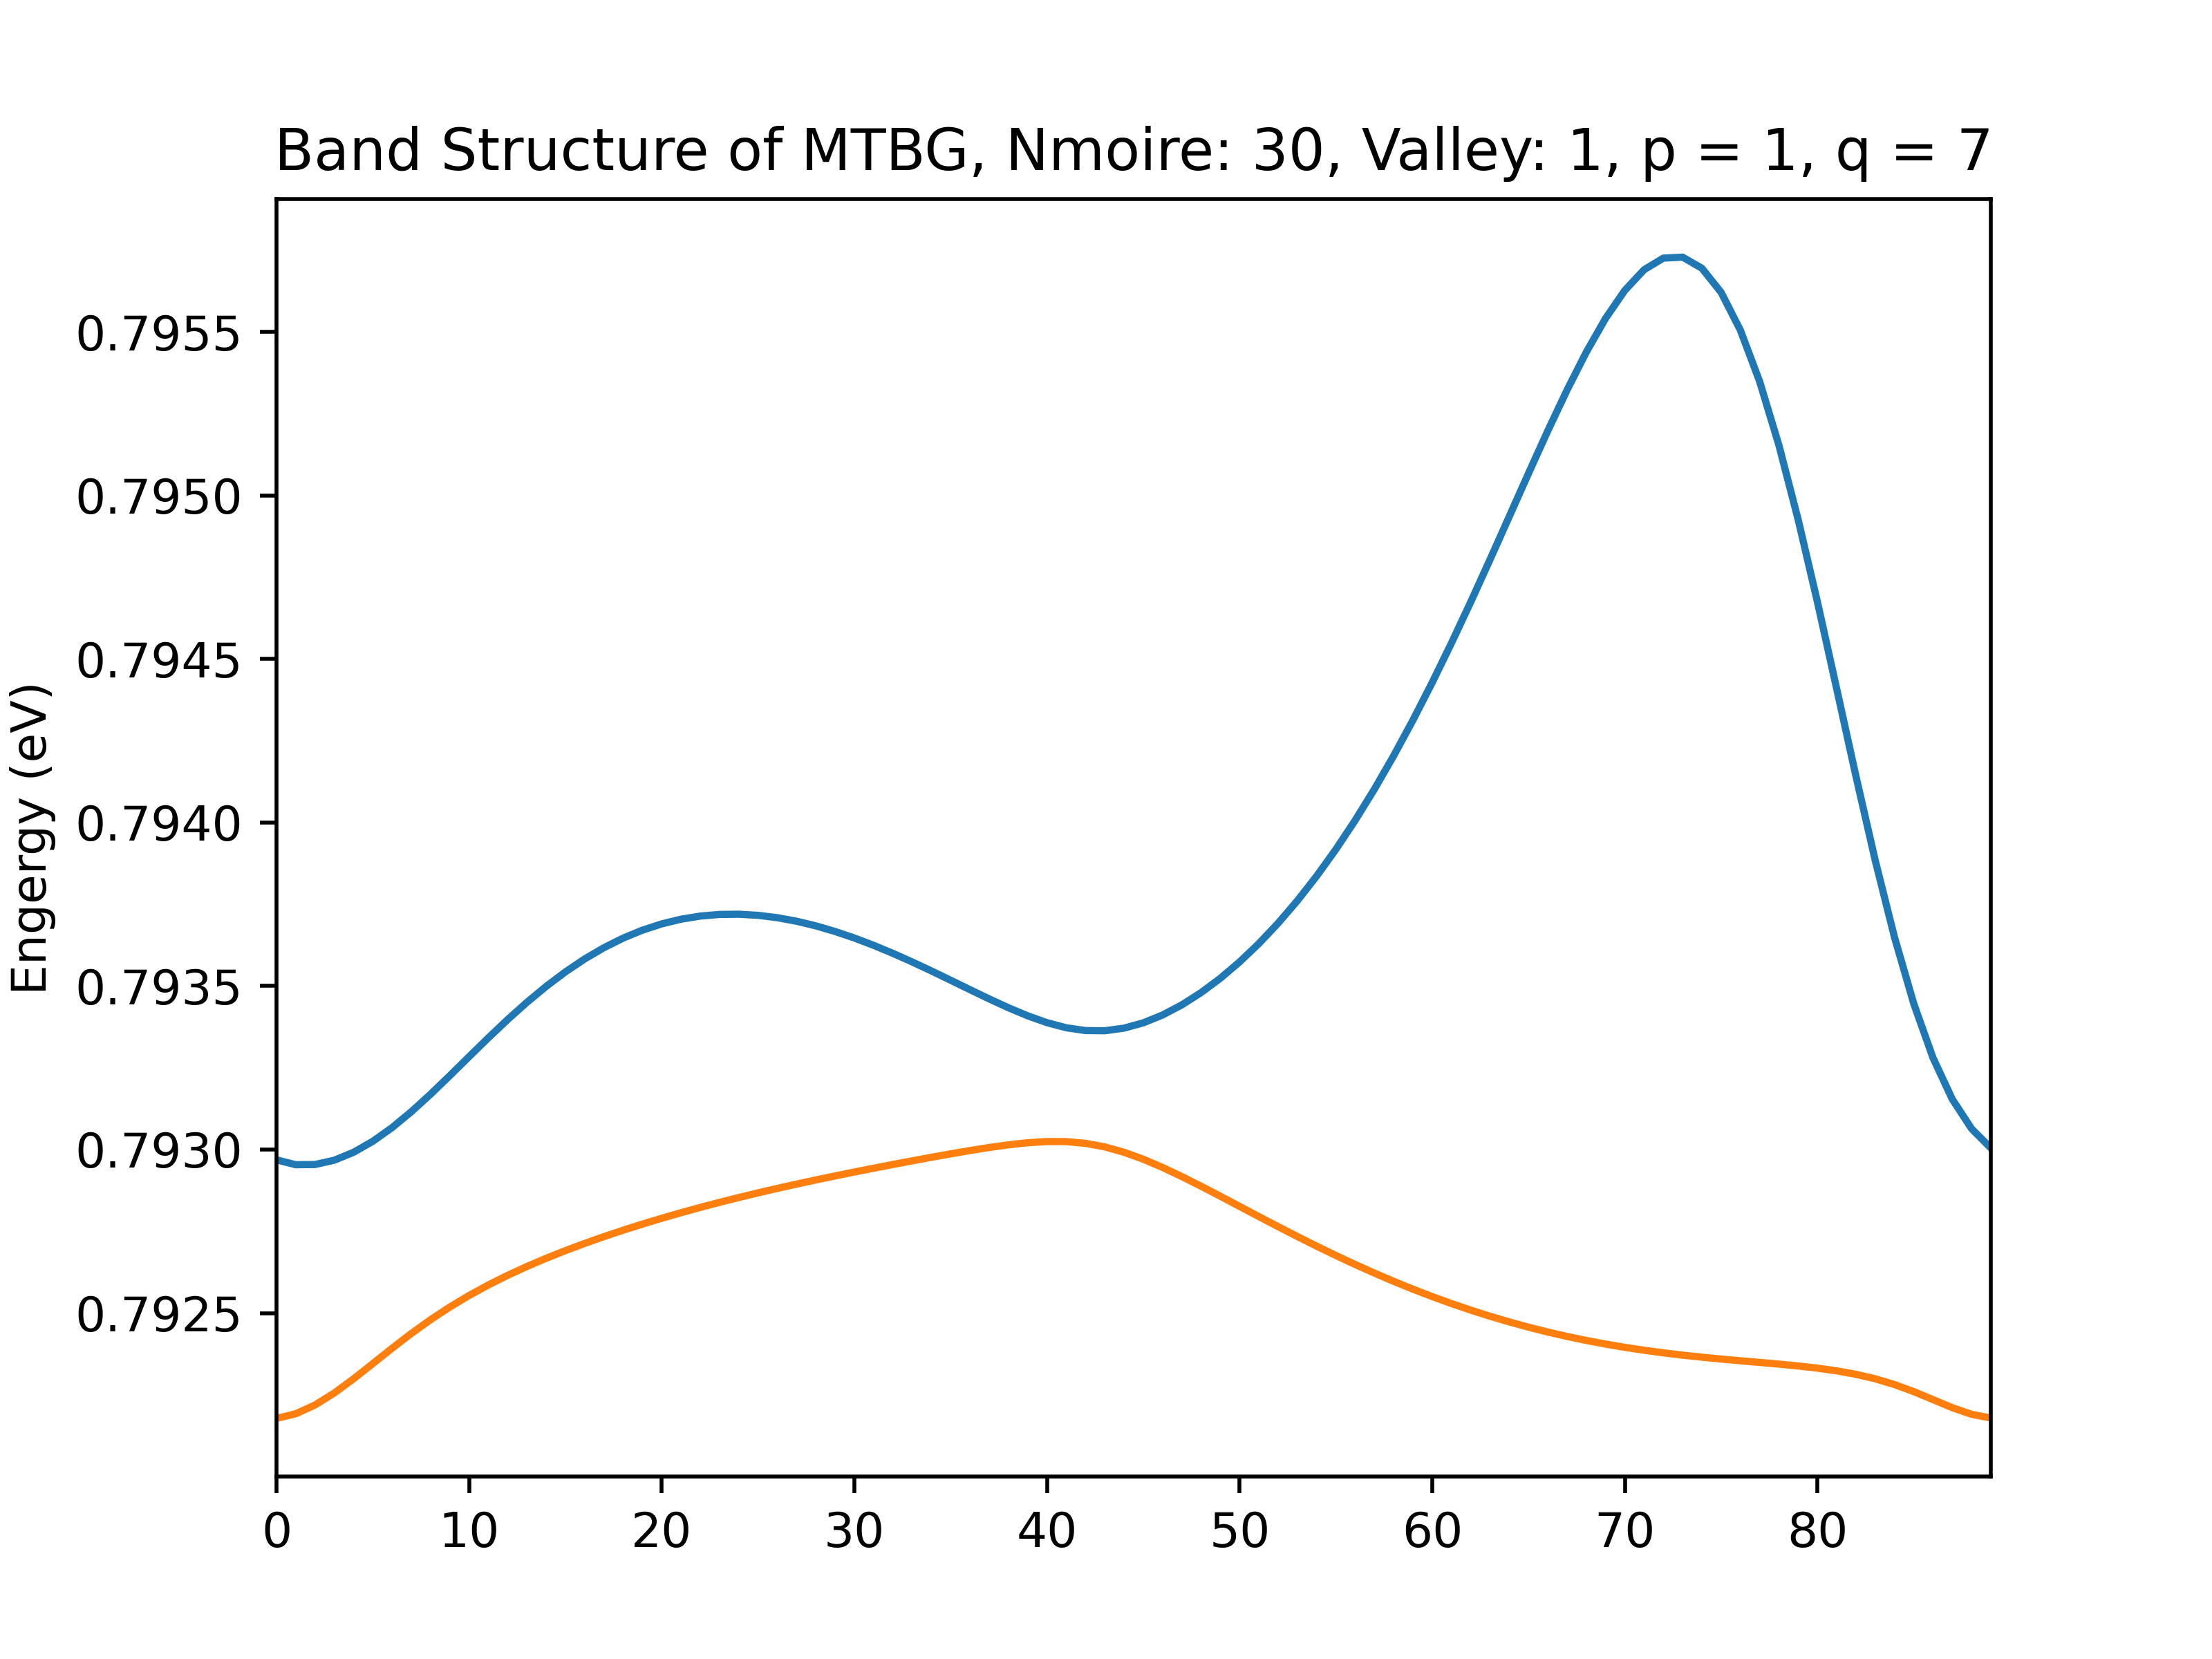 Band Structure of MTBG, Nmoire: 30, Valley: 1, p = 1, q = 7
Engergy (eV)
0.7955
0.7950
0.7945
0.7940
0.7935
0.7930
0.7925
0 10 20 30 40 50 60 70 80